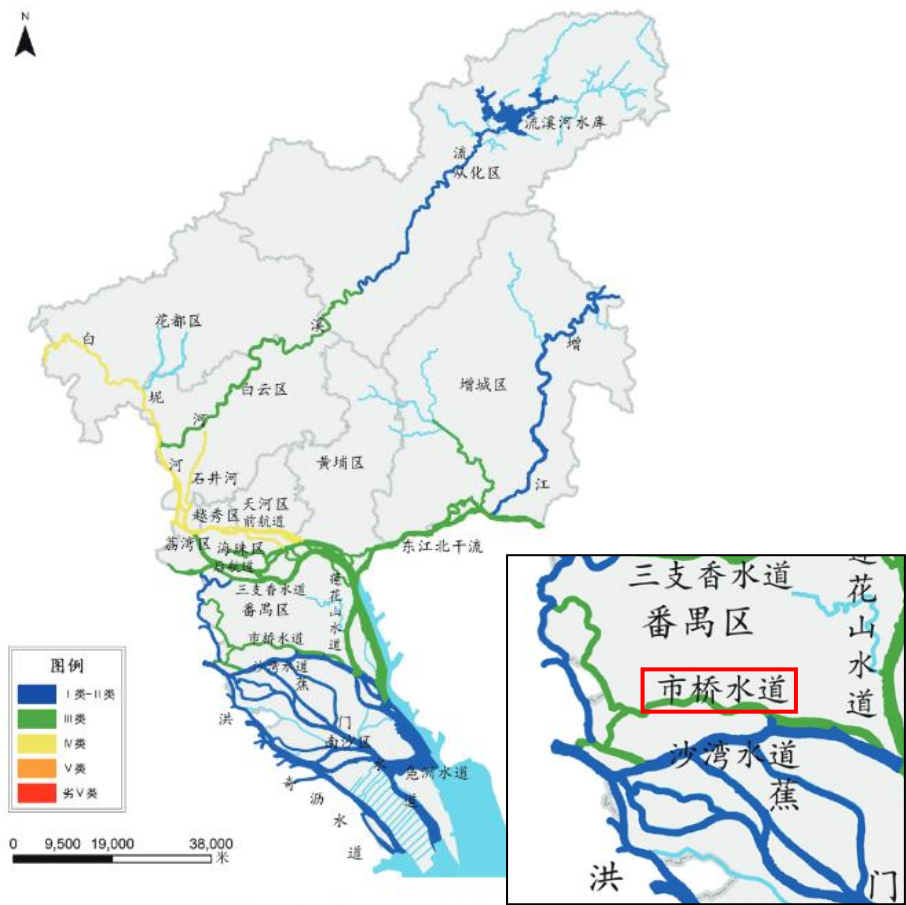 N
流溪河水库
流
从化区
花都区
白
溪
增
坭
白云区
增城区
河
河
石井河
黄埔区
江
越秀区
天河区
前航道
荔湾区
海珠区
后航道
东江北干流
三支香水道
番禺区
莲花山水道
市桥水道
沙湾水道
蕉
洪
门
南沙区
奇
沥
水
道
水
道
凫洲水道
图例
I类-II类
III类
IV类
V类
劣V类
0 9,500 19,000 38,000
米
三支香水道
番禺区
莲花山水道
市桥水道
沙湾水道
蕉
洪
门